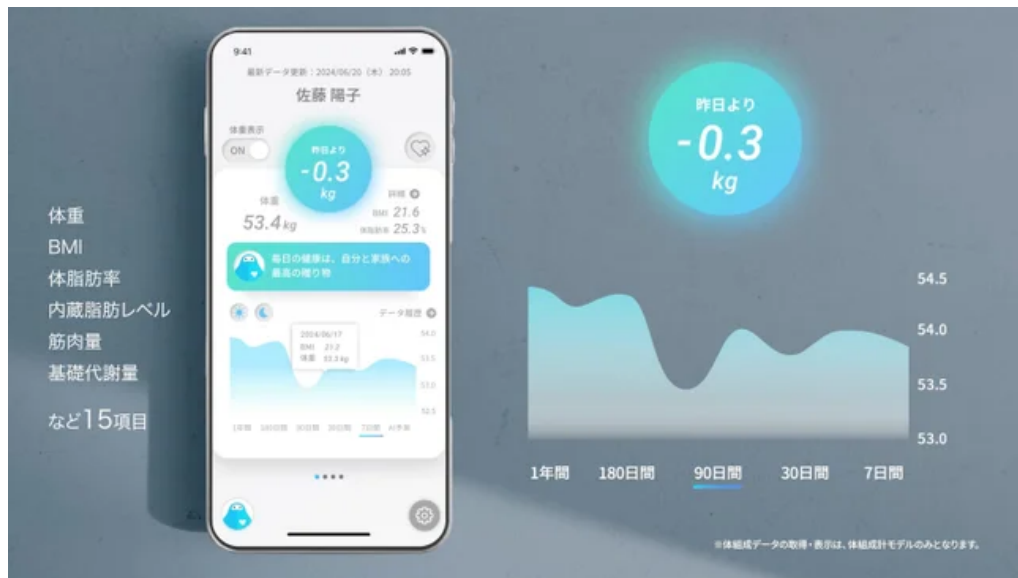 体重
BMI
体脂肪率
内蔵脂肪レベル
筋肉量
基礎代謝量
など15項目
9:41
最新データ更新：2024/06/20（木） 20:05
佐藤 陽子
体重表示
ON
昨日より
-0.3
kg
体重
53.4kg
詳細
BMI 21.6
体脂肪率 25.3%
毎日の健康は、自分と家族への
最高の贈り物
データ履歴
2024/06/17
BMI 21.2
体重 53.3 kg
54.0
53.5
53.0
52.5
1年間 180日間 90日間 30日間 7日間 AI予測
昨日より
-0.3
kg
54.5
54.0
53.5
53.0
1年間 180日間 90日間 30日間 7日間
※体組成データの取得・表示は、体組成計モデルのみとなります。